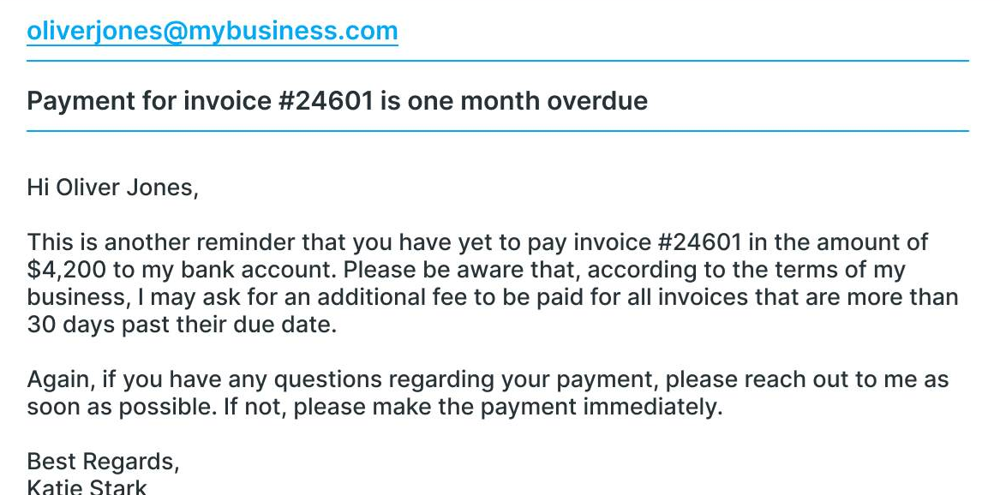 oliverjones@mybusiness.com
Payment for invoice #24601 is one month overdue
Hi Oliver Jones,
This is another reminder that you have yet to pay invoice #24601 in the amount of
$4,200 to my bank account. Please be aware that, according to the terms of my
business, I may ask for an additional fee to be paid for all invoices that are more than
30 days past their due date.
Again, if you have any questions regarding your payment, please reach out to me as
soon as possible. If not, please make the payment immediately.
Best Regards,
Katie Stark